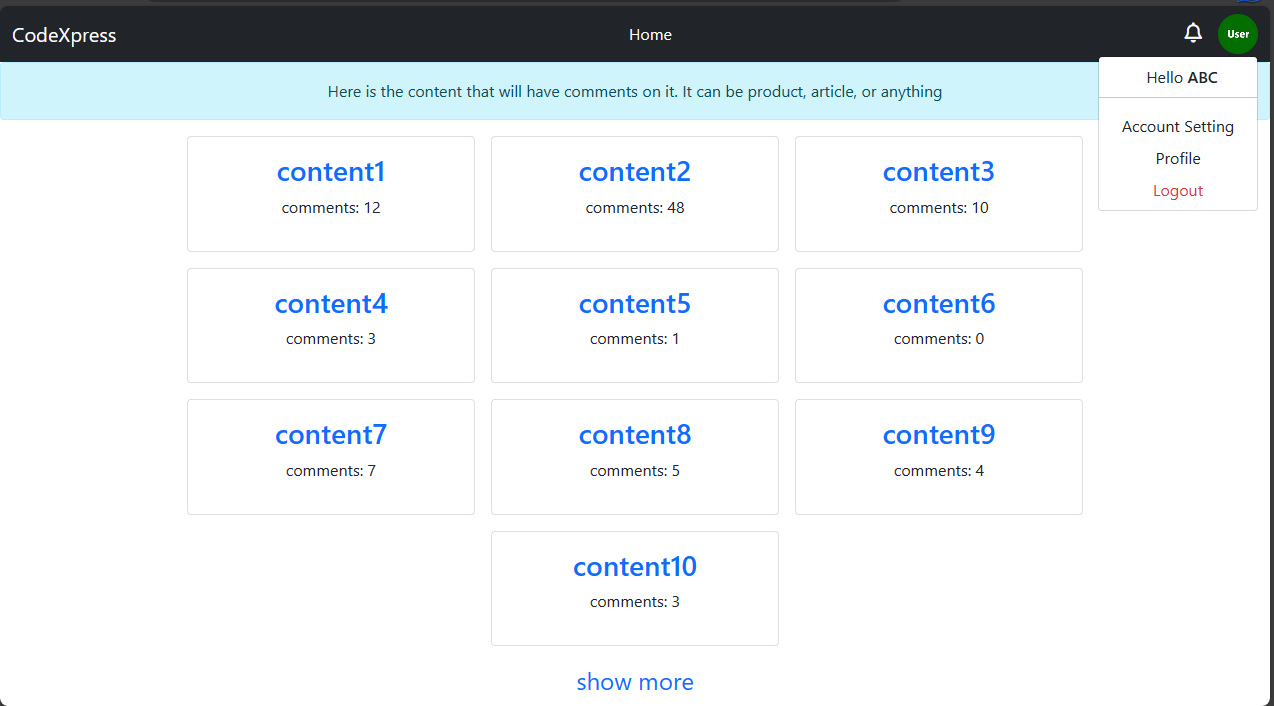 CodeXpress
Home
User
Hello ABC
Account Setting
Profile
Logout
Here is the content that will have comments on it. It can be product, article, or anything
content1
comments: 12
content2
comments: 48
content3
comments: 10
content4
comments: 3
content5
comments: 1
content6
comments: 0
content7
comments: 7
content8
comments: 5
content9
comments: 4
content10
comments: 3
show more